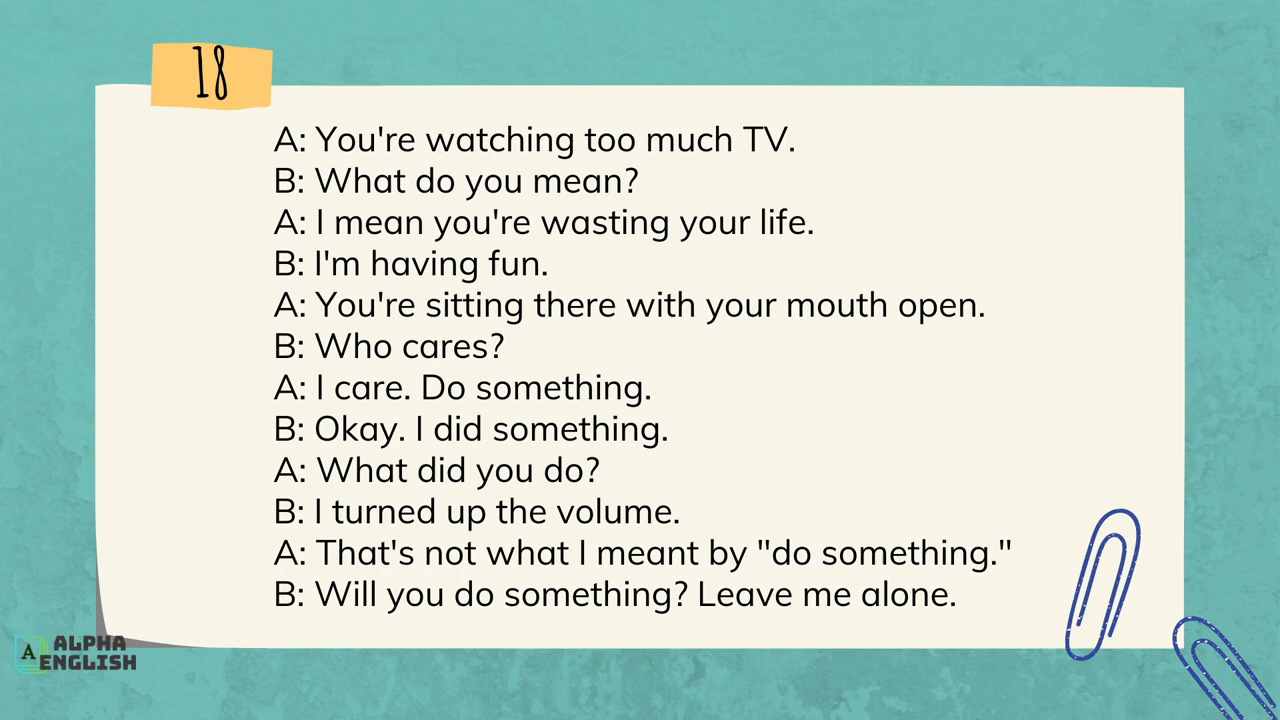 18
A: You're watching too much TV.
B: What do you mean?
A: I mean you're wasting your life.
B: I'm having fun.
A: You're sitting there with your mouth open.
B: Who cares?
A: I care. Do something.
B: Okay. I did something.
A: What did you do?
B: I turned up the volume.
A: That's not what I meant by "do something."
B: Will you do something? Leave me alone.
A
ALPHA
ENGLISH